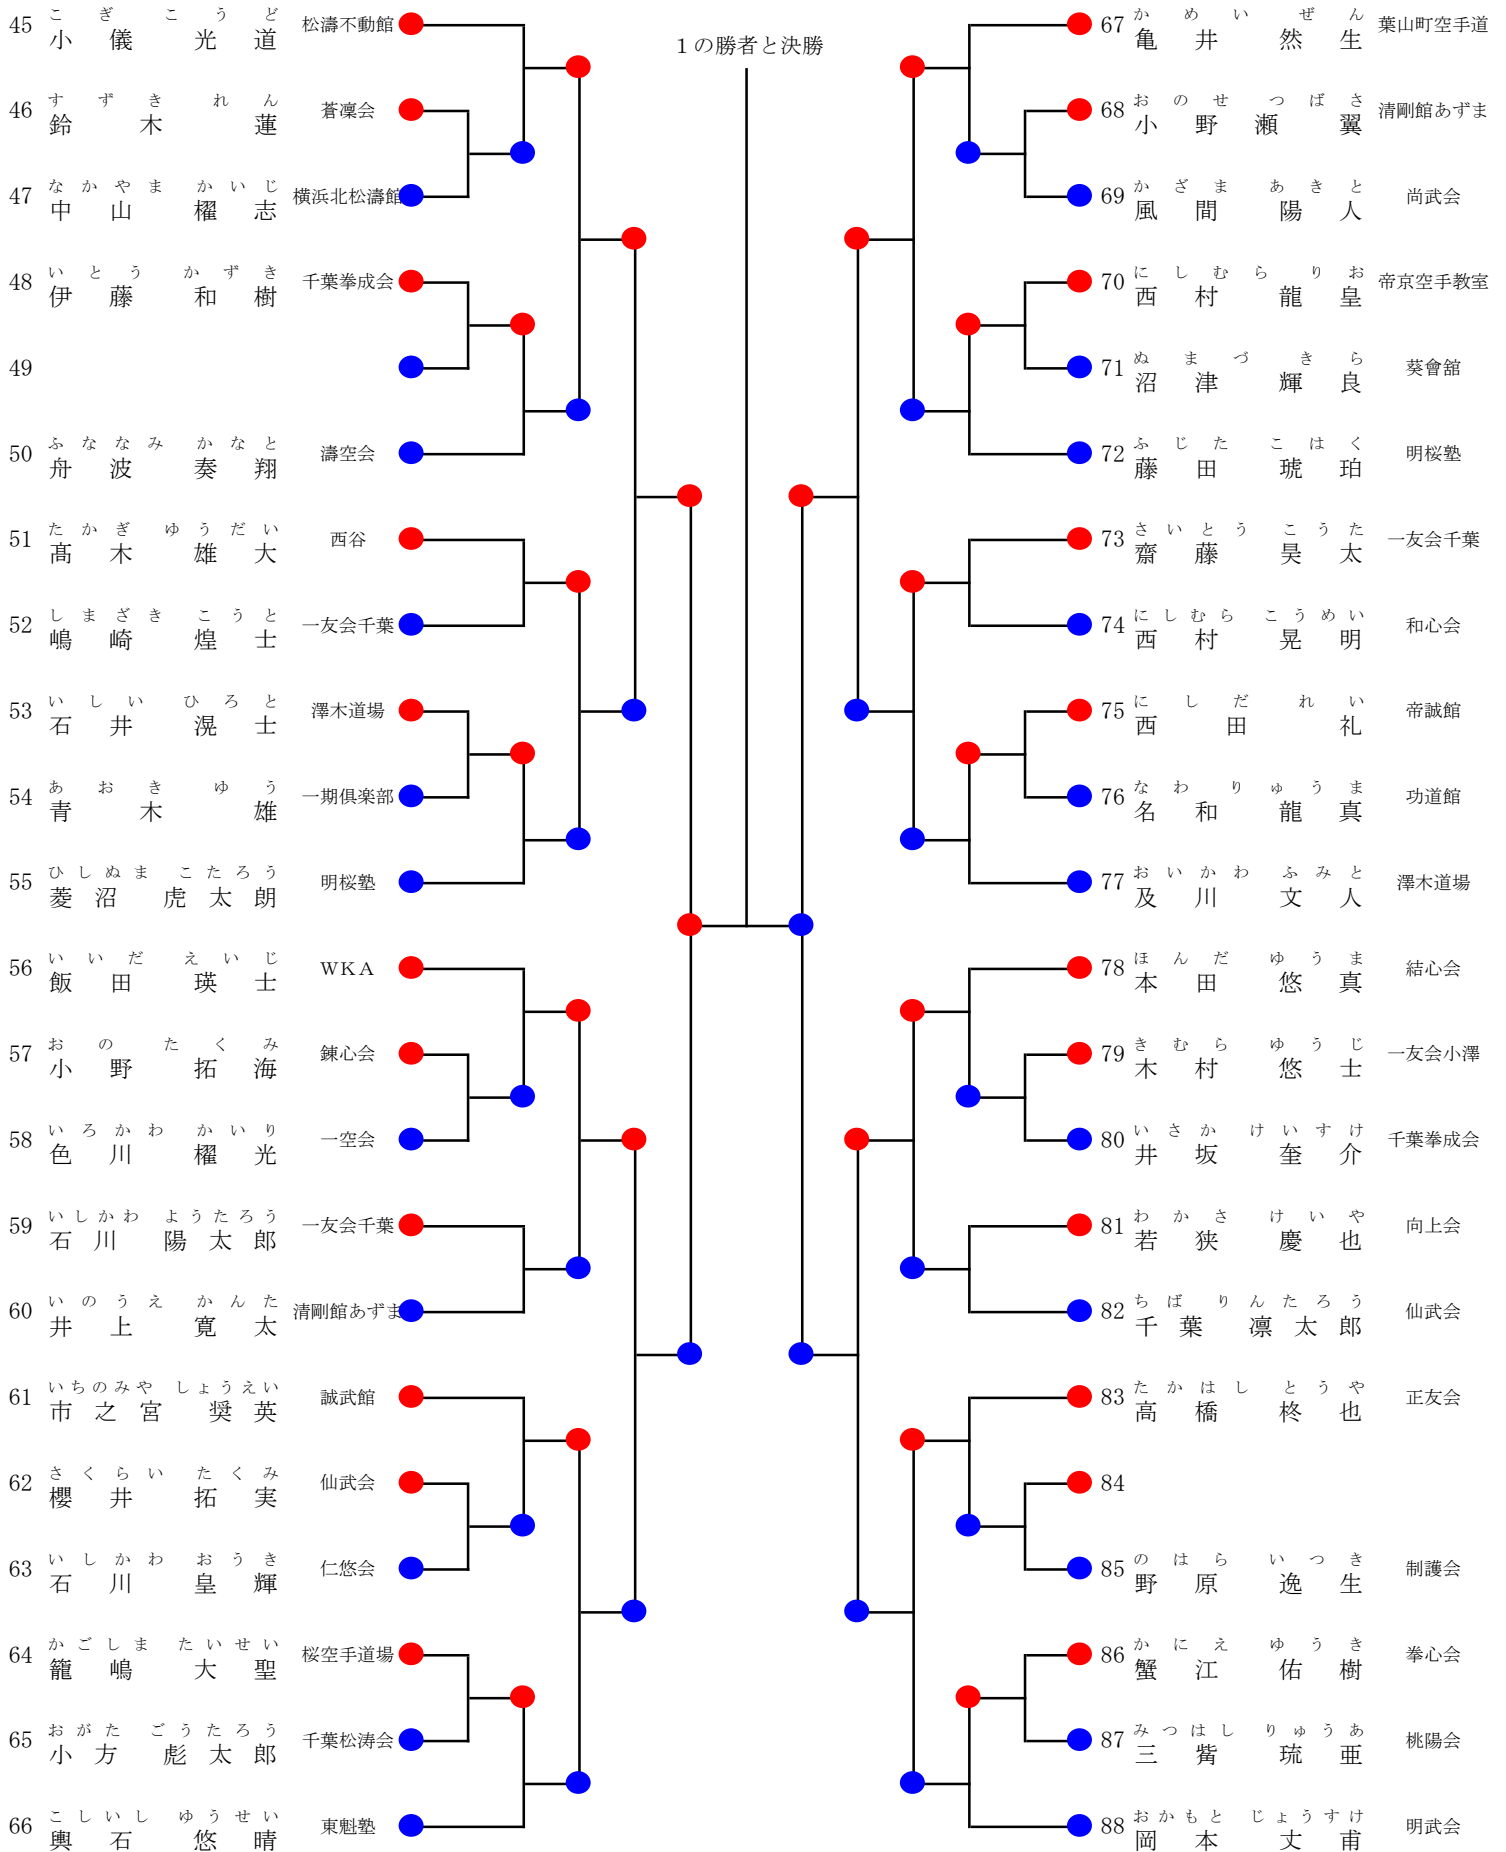 １の勝者と決勝
こぎ こうど
45 小儀 光道 松濤不動館
すずき れん
46 鈴木 蓮 蒼凜会
なかやま かいじ
47 中山 櫂志 横浜北松濤館
いとう かずき
48 伊藤 和樹 千葉拳成会
49
ふななみ かなと
50 舟波 奏翔 濤空会
たかぎ ゆうだい
51 髙木 雄大 西谷
しまざき こうと
52 嶋崎 煌士 一友会千葉
いしい ひろと
53 石井 滉士 澤木道場
あおき ゆう
54 青木 雄 一期倶楽部
ひしぬま こたろう
55 菱沼 虎太朗 明桜塾
いいだ えいじ
56 飯田 瑛士 WKA
おの たくみ
57 小野 拓海 錬心会
いろかわ かいり
58 色川 櫂光 一空会
いしかわ ようたろう
59 石川 陽太郎 一友会千葉
いのうえ かんた
60 井上 寛太 清剛館あずま
いちのみや しょうえい
61 市之宮 奨英 誠武館
さくらい たくみ
62 櫻井 拓実 仙武会
いしかわ おうき
63 石川 皇輝 仁悠会
かごしま たいせい
64 籠嶋 大聖 桜空手道場
おがた ごうたろう
65 小方 彪太郎 千葉松涛会
こしいし ゆうせい
66 輿石 悠晴 東魁塾
かめい ぜん
67 亀井 然生 葉山町空手道
おのせ つばさ
68 小野瀬 翼 清剛館あずま
かざま あきと
69 風間 陽人 尚武会
にしむら りお
70 西村 龍皇 帝京空手教室
ぬまづ きら
71 沼津 輝良 葵會舘
ふじた こはく
72 藤田 琥珀 明桜塾
さいとう こうた
73 齋藤 昊太 一友会千葉
にしむら こうめい
74 西村 晃明 和心会
にしだ れい
75 西田 礼 帝誠館
なわ りゅうま
76 名和 龍真 功道館
おいかわ ふみと
77 及川 文人 澤木道場
ほんだ ゆうま
78 本田 悠真 結心会
きむら ゆうじ
79 木村 悠士 一友会小澤
いさか けいすけ
80 井坂 奎介 千葉拳成会
わかさ けいや
81 若狭 慶也 向上会
ちば りんたろう
82 千葉 凛太郎 仙武会
たかはし とうや
83 高橋 柊也 正友会
84
のはら いつき
85 野原 逸生 制護会
かにえ ゆうき
86 蟹江 佑樹 拳心会
みつはし りゅうあ
87 三觜 琉亜 桃陽会
おかもと じょうすけ
88 岡本 丈甫 明武会